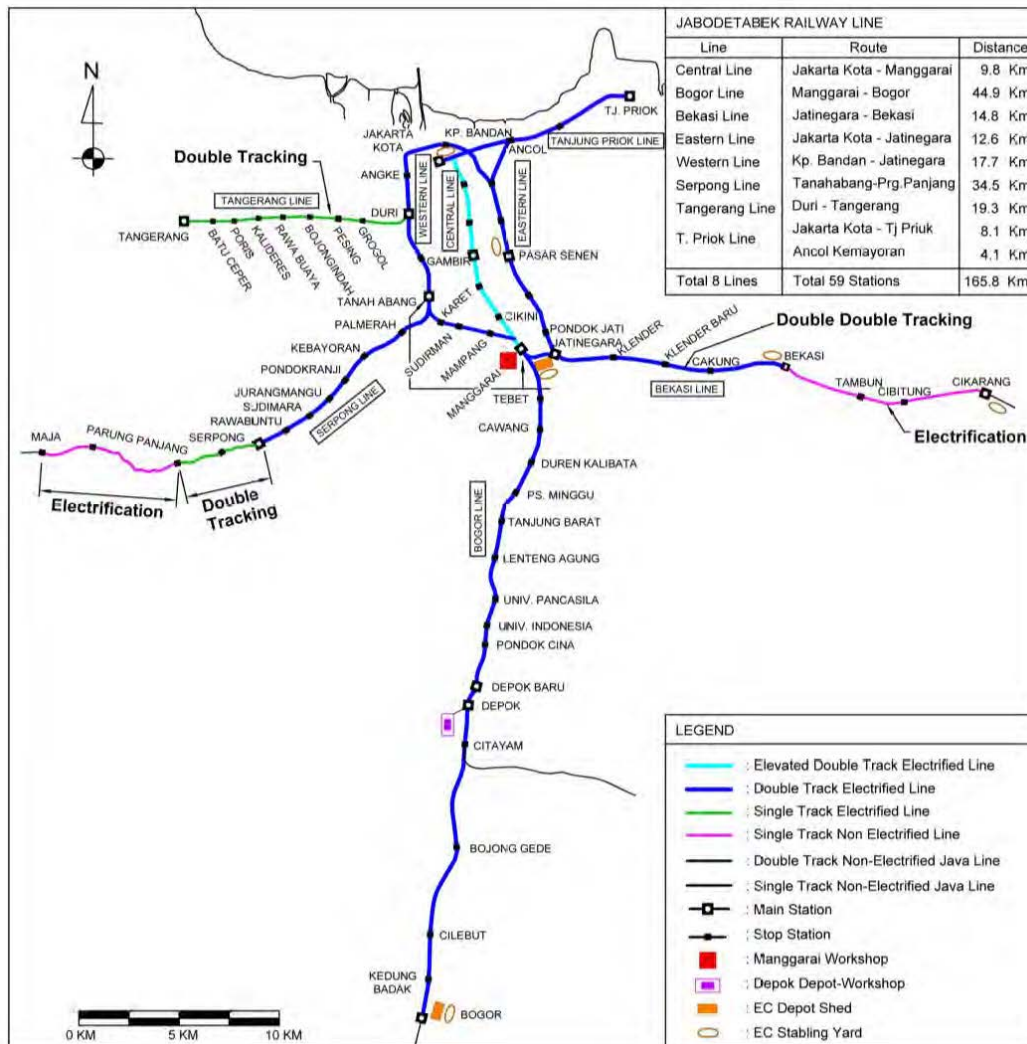 JABODETABEK RAILWAY LINE
Line Route Distance
Central Line Jakarta Kota - Manggarai 9.8 Km
Bogor Line Manggarai - Bogor 44.9 Km
Bekasi Line Jatinegara - Bekasi 14.8 Km
Eastern Line Jakarta Kota - Jatinegara 12.6 Km
Western Line Kp. Bandan - Jatinegara 17.7 Km
Serpong Line Tanahabang-Prg.Panjang 34.5 Km
Tangerang Line Duri - Tangerang 19.3 Km
T. Priok Line Jakarta Kota - Tj Priuk 8.1 Km
Ancol Kemayoran 4.1 Km
Total 8 Lines Total 59 Stations 165.8 Km
N
TJ. PRIOK
TANJUNG PRIOK LINE
JAKARTA
KOTA
KP. BANDAN
ANCOL
Double Tracking
ANGKE
WESTERN LINE
CENTRAL LINE
EASTERN LINE
TANGERANG LINE
DURI
TANGERANG
BATU CEPER
PORIS
KALIDERES
RAWA BUAYA
BOJONGINDAH
PESING
GROGOL
GAMBIR
PASAR SENEN
TANAH ABANG
KARET
CIKINI
PALMERAH
SUDIRMAN
MAMPANG
MANGGARAI
PONDOK JATI
JATINEGARA
KLENDER
KLENDER BARU
CAKUNG
BEKASI
Double Double Tracking
BEKASI LINE
TAMBUN
CIBITUNG
CIKARANG
Electrification
KEBAYORAN
PONDOKRANJI
JURANGMANGU
SUDIMARA
RAWABUNTU
SERPONG LINE
SERPONG
PARUNG PANJANG
MAJA
Electrification
Double
Tracking
TEBET
CAWANG
DUREN KALIBATA
PS. MINGGU
BOGOR LINE
TANJUNG BARAT
LENTENG AGUNG
UNIV. PANCASILA
UNIV. INDONESIA
PONDOK CINA
DEPOK BARU
DEPOK
CITAYAM
BOJONG GEDE
CILEBUT
KEDUNG
BADAK
BOGOR
0 KM 10 KM
LEGEND
: Elevated Double Track Electrified Line
: Double Track Electrified Line
: Single Track Electrified Line
: Single Track Non Electrified Line
: Double Track Non-Electrified Java Line
: Single Track Non-Electrified Java Line
: Main Station
: Stop Station
: Manggarai Workshop
: Depok Depot-Workshop
: EC Depot Shed
: EC Stabling Yard